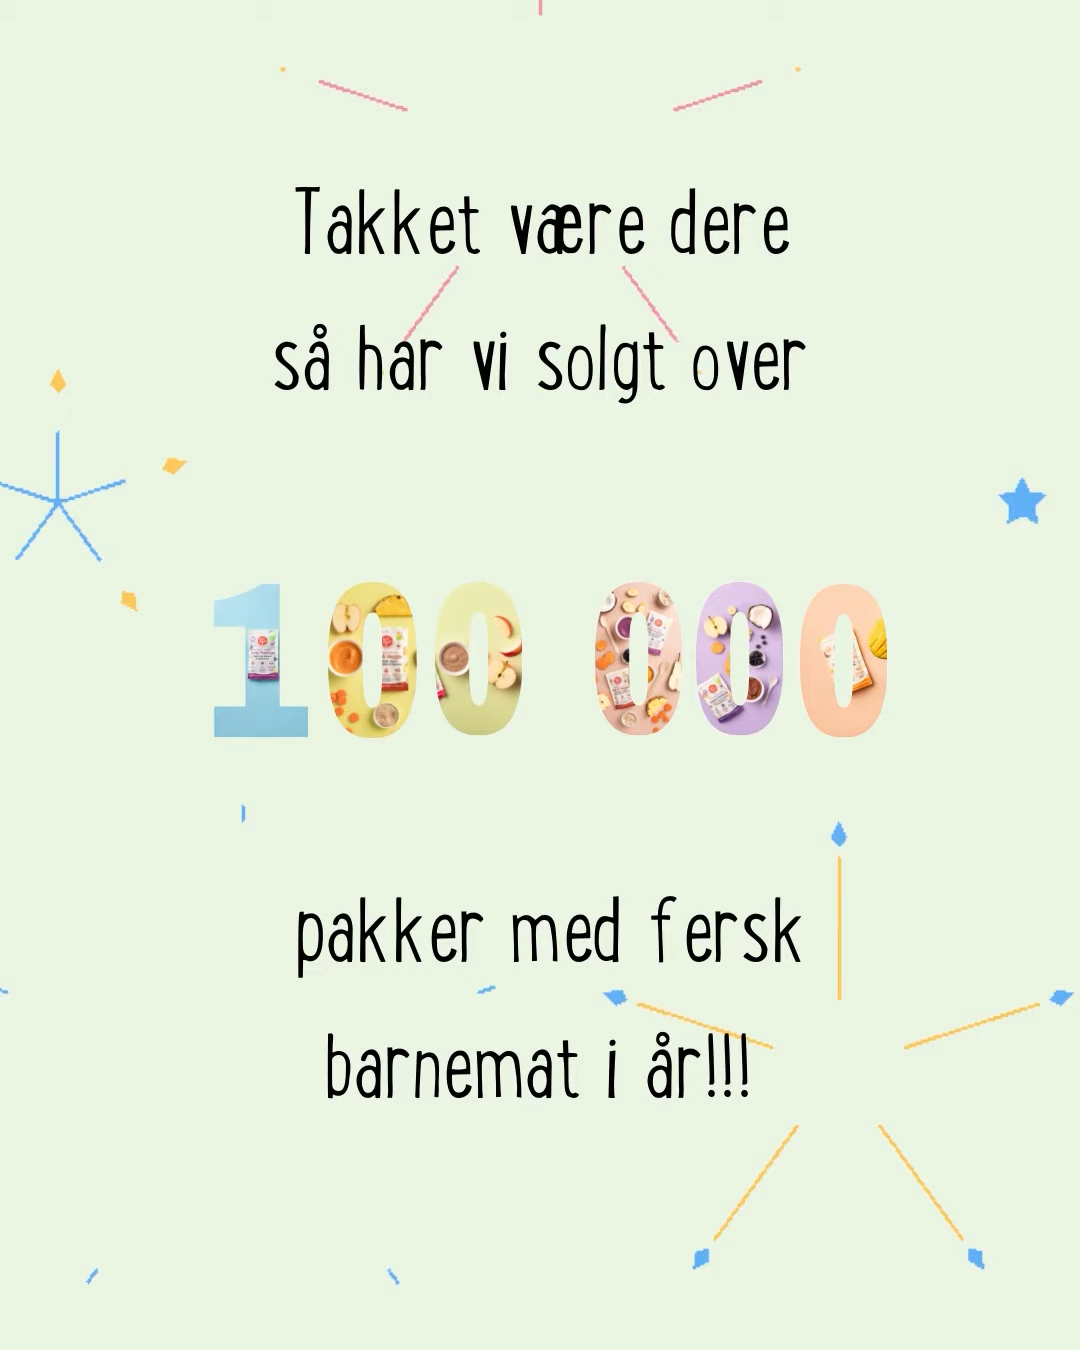 Takket være dere
så har vi solgt over
100 000
pakker med fersk
barnemat i år!!!